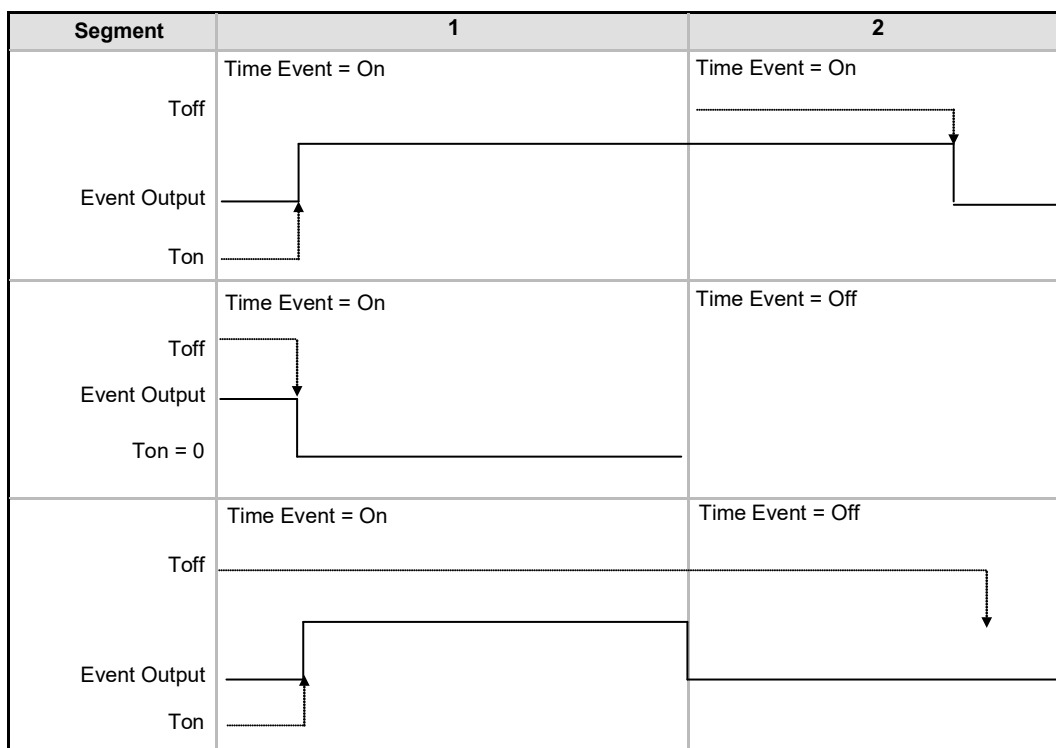 Segment 1 2
Time Event = On Time Event = On
Toff
Event Output
Ton
Time Event = On Time Event = Off
Toff
Event Output
Ton = 0
Time Event = On Time Event = Off
Toff
Event Output
Ton